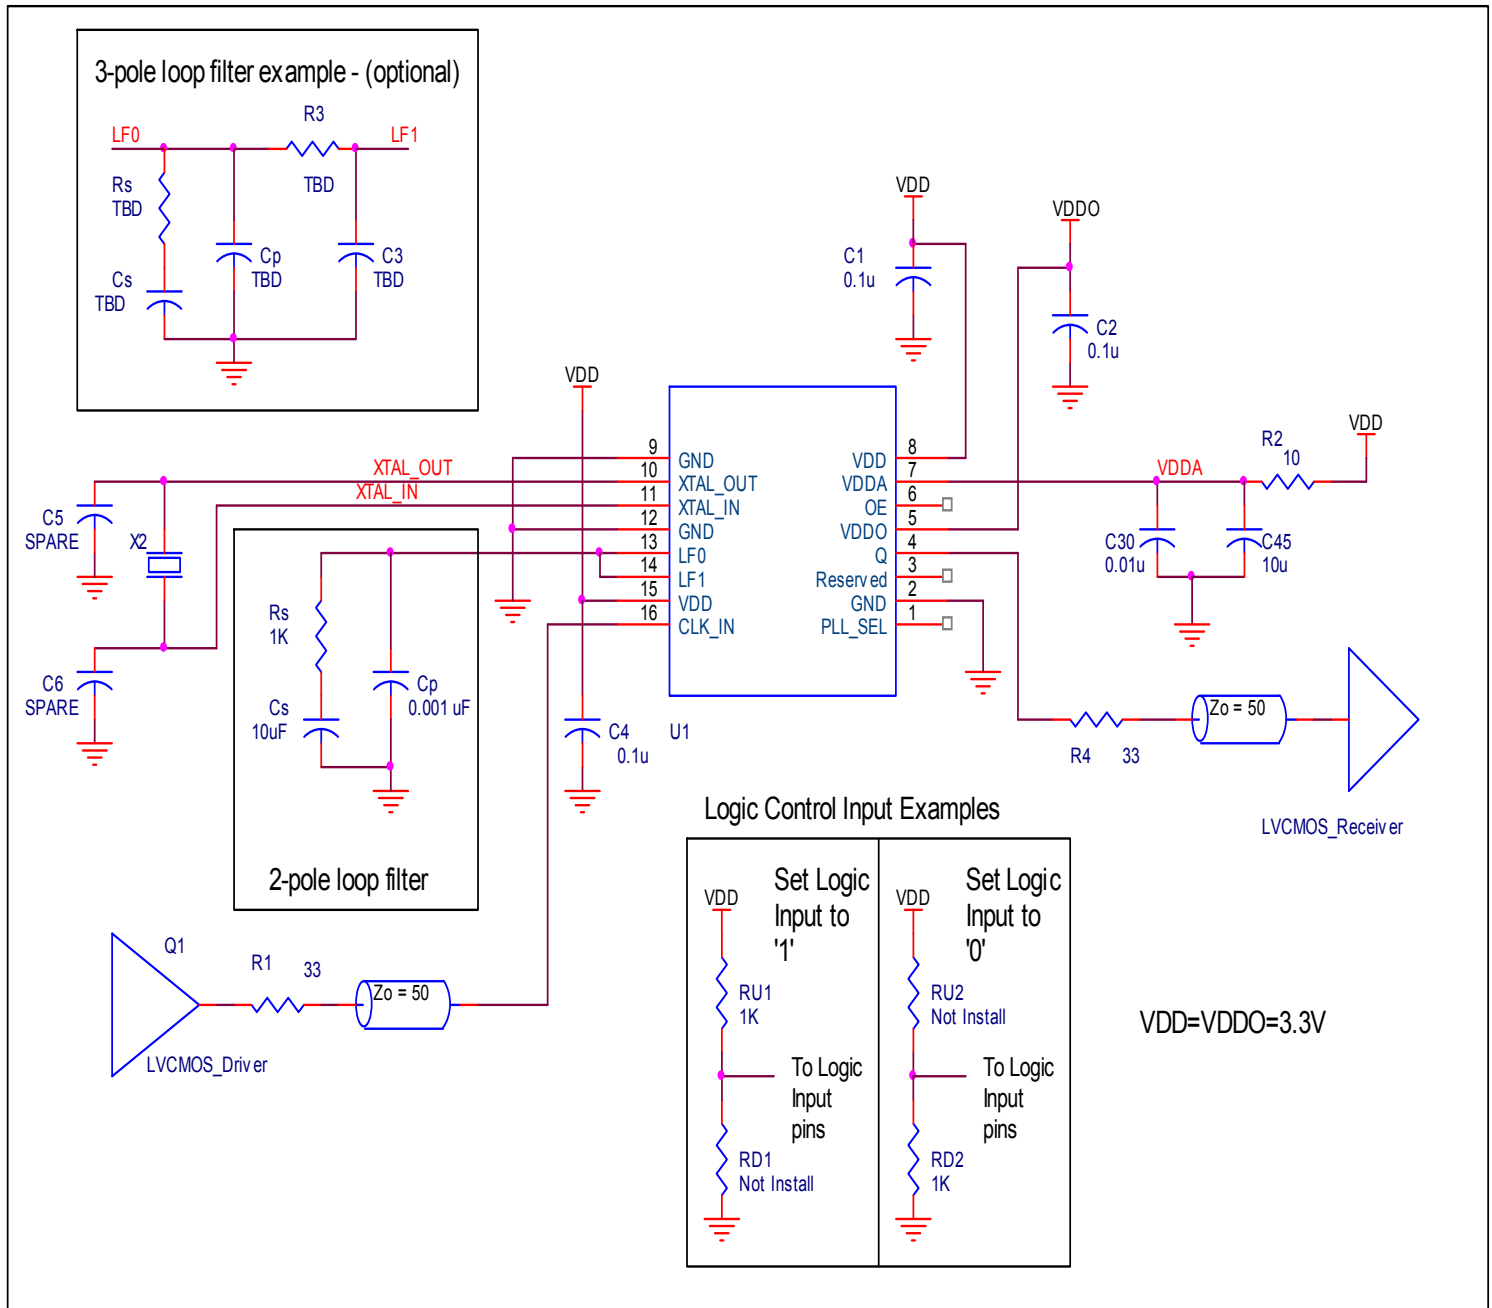 3-pole loop filter example - (optional)
R3
LF0
LF1
Rs
TBD
TBD
Cp
TBD
C3
TBD
Cs
TBD
VDD
VDDO
C1
0.1u
C2
0.1u
VDD
VDD
R2
10
VDDA
XTAL_OUT
XTAL_IN
9
GND
10
XTAL_OUT
11
XTAL_IN
12
GND
13
LF0
14
LF1
15
VDD
16
CLK_IN
8
VDD
7
VDDA
6
OE
5
VDDO
4
Q
3
Reserved
2
GND
1
PLL_SEL
U1
C5
SPARE
X2
C6
SPARE
Rs
1K
Cp
0.001 uF
Cs
10uF
2-pole loop filter
C4
0.1u
C30
0.01u
C45
10u
Zo = 50
R4
33
LVCMOS_Receiver
Q1
R1
33
Zo = 50
LVCMOS_Driver
Logic Control Input Examples
VDD
Set Logic
Input to
'1'
RU1
1K
To Logic
Input
pins
RD1
Not Install
VDD
Set Logic
Input to
'0'
RU2
Not Install
To Logic
Input
pins
RD2
1K
VDD=VDDO=3.3V